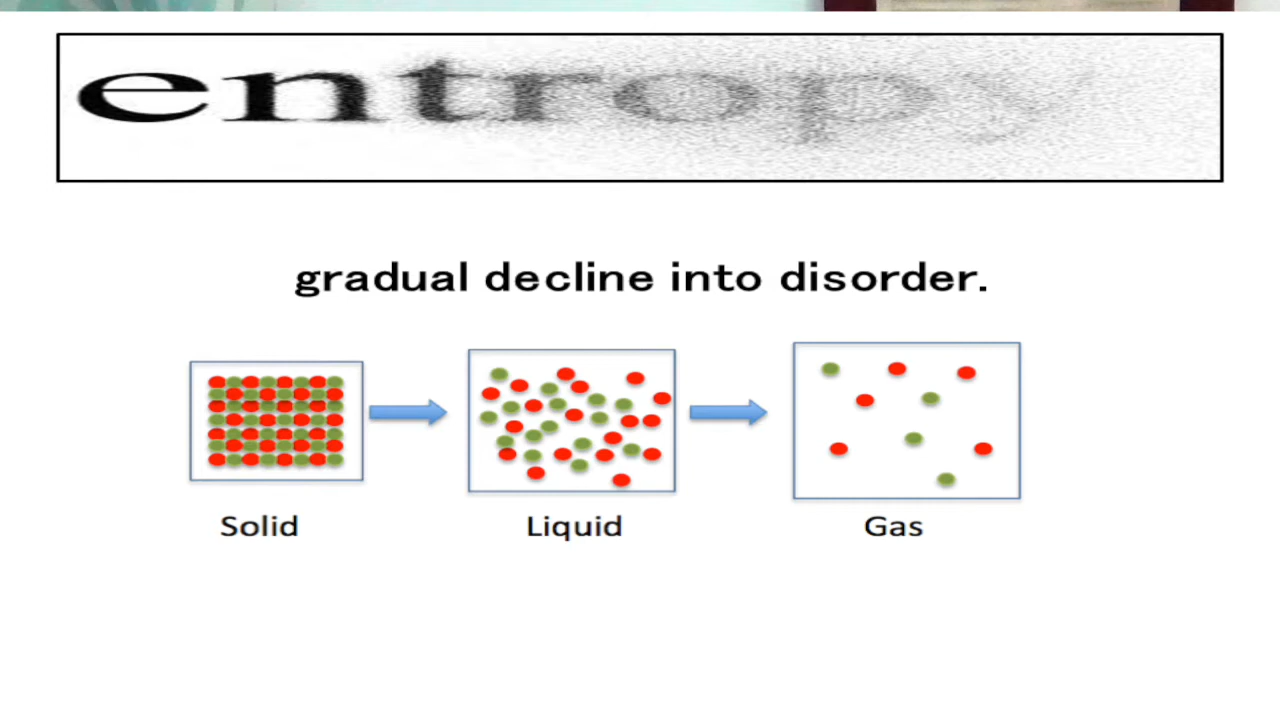 entropy
gradual decline into disorder.
Solid
Liquid
Gas